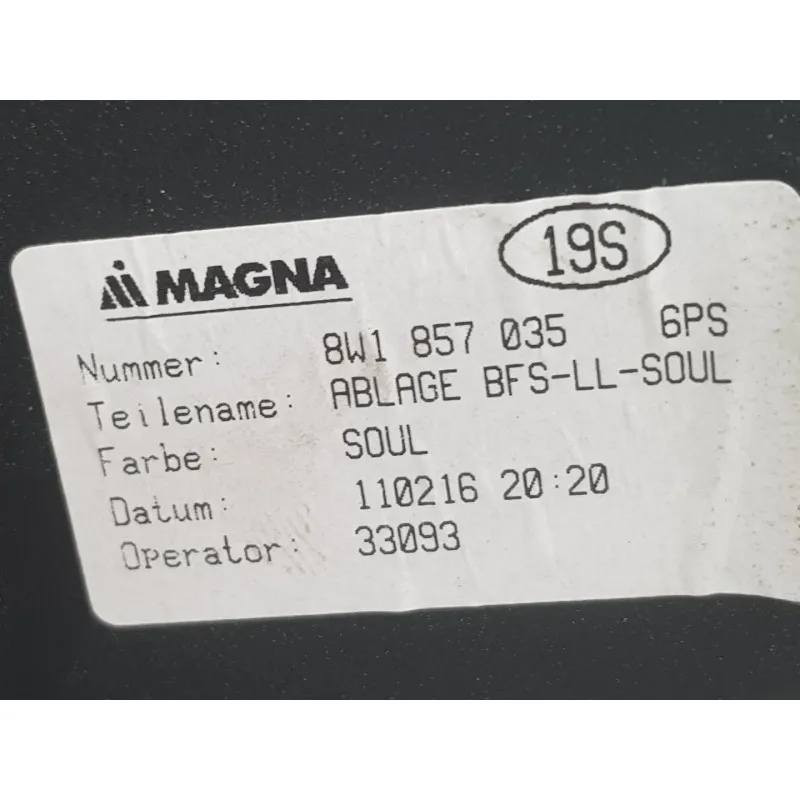 19S
MAGNA
Nummer: 8W1 857 035 6PS
Teilename: ABLAGE BFS-LL-SOUL
Farbe: SOUL
Datum: 110216 20:20
Operator: 33093